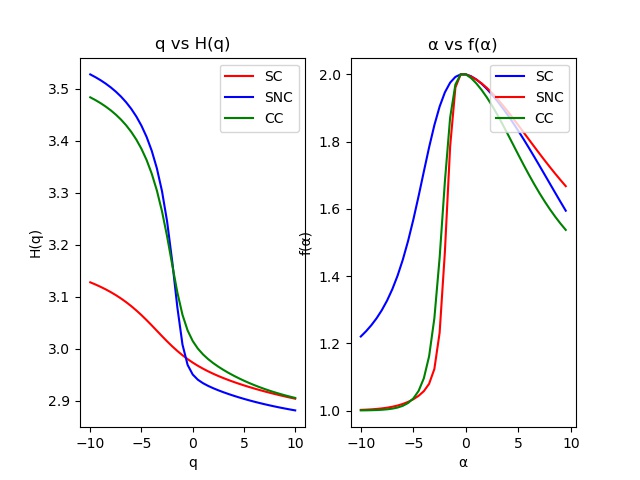 q vs H(q)
SC
SNC
CC
3.5
3.4
3.3
3.2
3.1
3.0
2.9
H(q)
−10
−5
0
5
10
q
α vs f(α)
SC
SNC
CC
2.0
1.8
1.6
1.4
1.2
1.0
f(α)
−10
−5
0
5
10
α